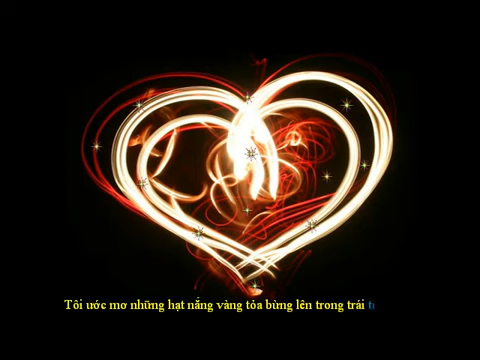 Tôi ước mơ những hạt nắng vàng tỏa bừng lên trong trái